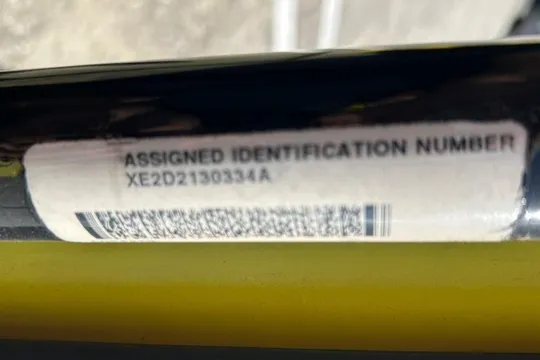 ASSIGNED IDENTIFICATION NUMBER
XE2D2130334A